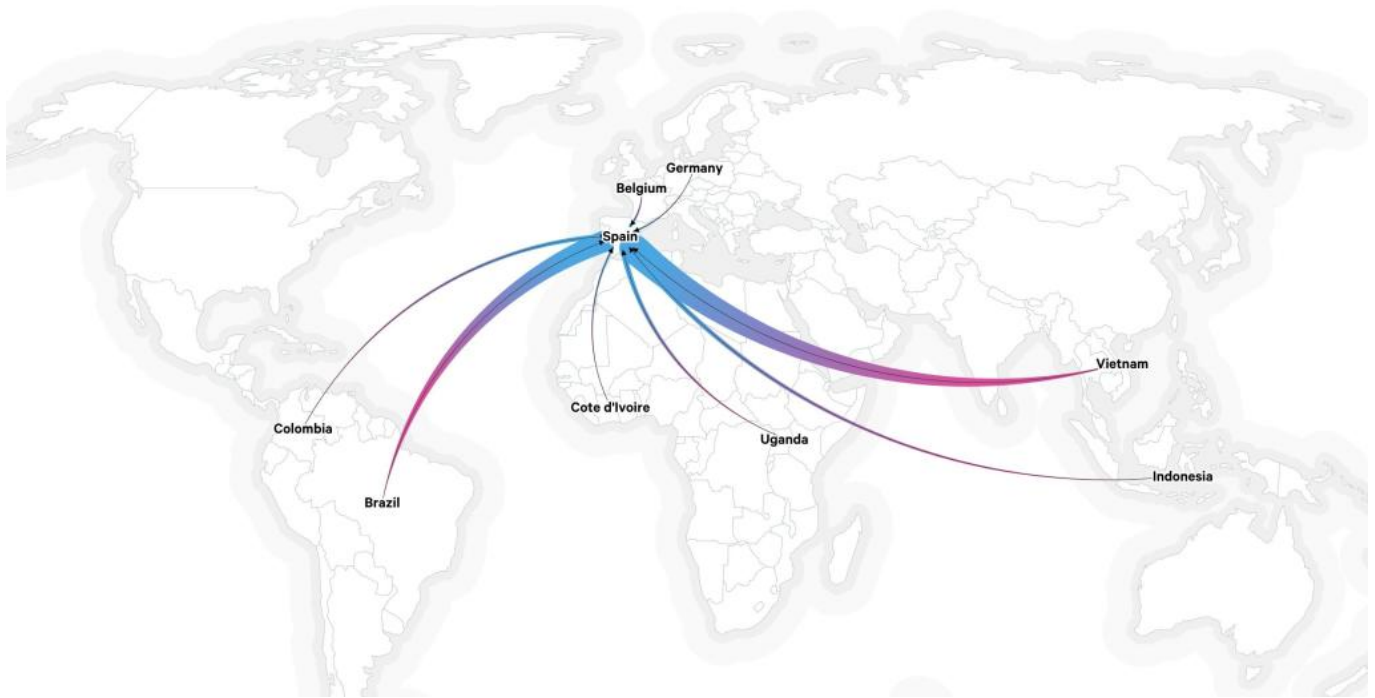 Germany
Belgium
Spain
Vietnam
Cote d'Ivoire
Colombia
Uganda
Indonesia
Brazil